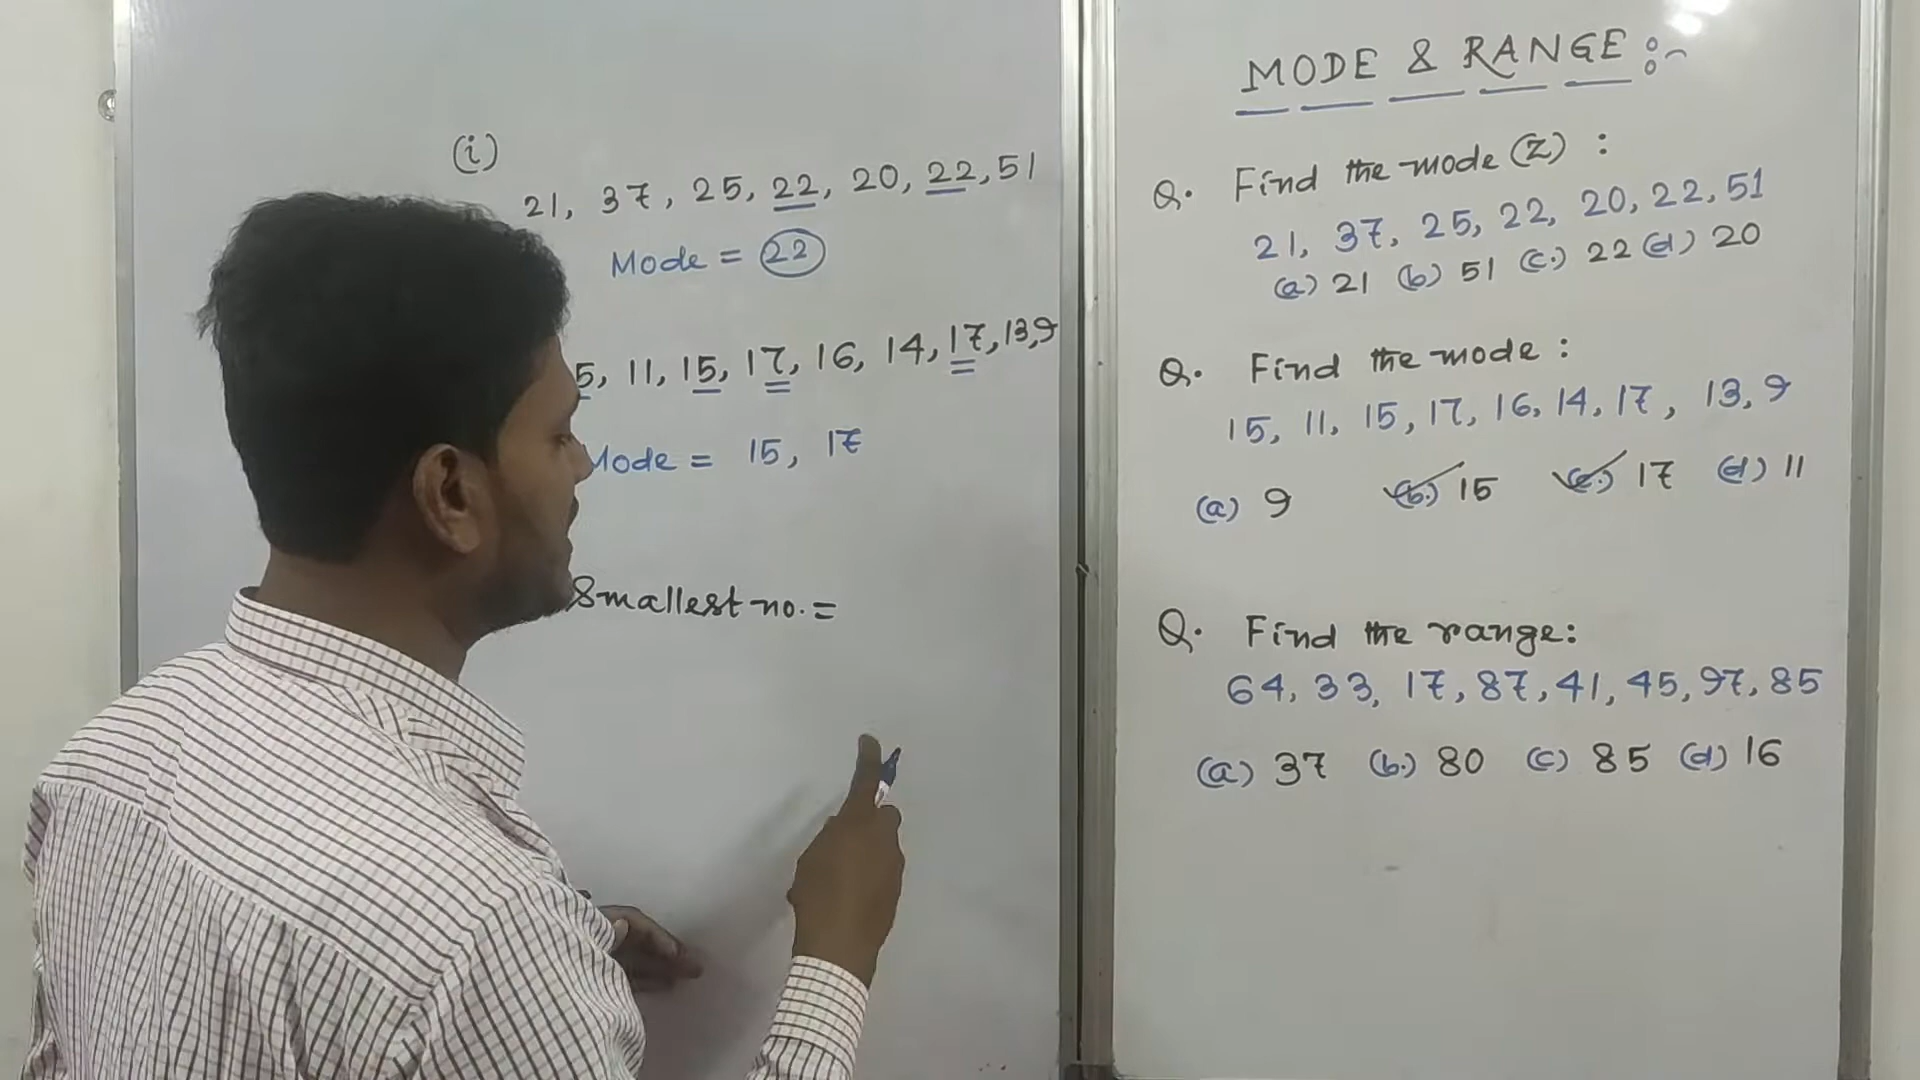 (i)
21, 37, 25, 22, 20, 22, 51
Mode = 22
5, 11, 15, 17, 16, 14, 17, 13, 9
Mode = 15, 17
Smallest no. =
MODE & RANGE :~
Q. Find the mode (Z) :
21, 37, 25, 22, 20, 22, 51
(a) 21 (b) 51 (c.) 22 (d) 20
Q. Find the mode :
15, 11, 15, 17, 16, 14, 17, 13, 9
(a) 9 (b.) 15 (c.) 17 (d) 11
Q. Find the range:
64, 33, 17, 87, 41, 45, 97, 85
(a) 37 (b.) 80 (c) 85 (d) 16